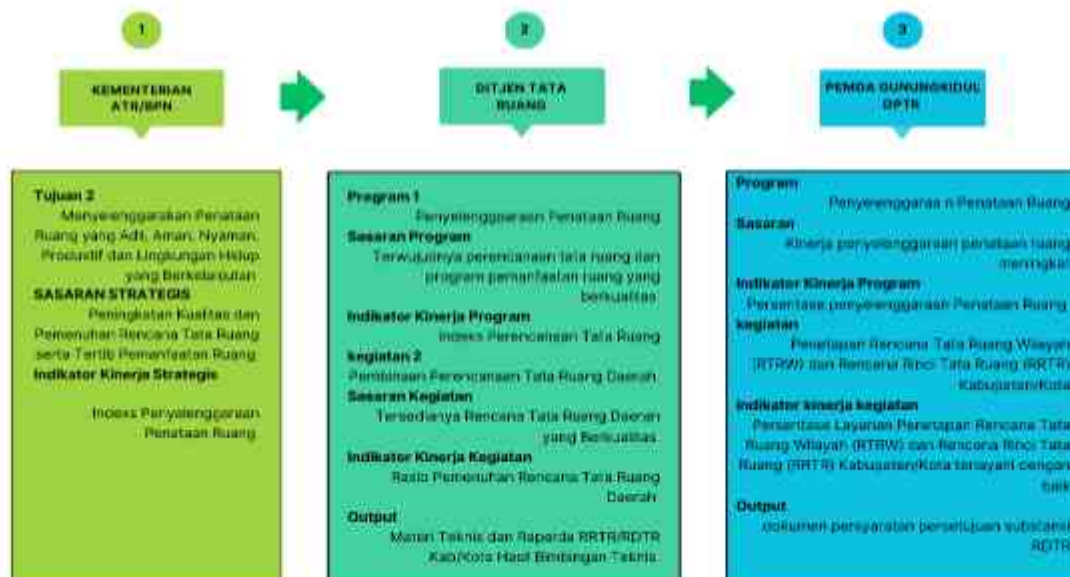 1
KEMENTERIAN
ATR/BPN
2
DITJEN TATA
RUANG
3
PEMDA GUNUNGKIDUL
DPTR
Tujuan 2
Menyelenggarakan Penataan
Ruang yang Adil, Aman, Nyaman,
Produktif dan Lingkungan Hidup
yang Berkelanjutan
SASARAN STRATEGIS
Peningkatan Kualitas dan
Pemenuhan Rencana Tata Ruang
serta Tertib Pemanfaatan Ruang
Indikator Kinerja Strategis
Indeks Penyelenggaraan
Penataan Ruang
Program 1
Penyelenggaraan Penataan Ruang
Sasaran Program
Terwujudnya perencanaan tata ruang dan
program pemanfaatan ruang yang
berkualitas
Indikator Kinerja Program
Indeks Perencanaan Tata Ruang
kegiatan 2
Pembinaan Perencanaan Tata Ruang Daerah
Sasaran Kegiatan
Tersedianya Rencana Tata Ruang Daerah
yang Berkualitas
Indikator Kinerja Kegiatan
Rasio Pemenuhan Rencana Tata Ruang
Daerah
Output
Materi Teknis dan Raperda RRTR/RDTR
Kab/Kota Hasil Bimbingan Teknis
Program
Penyelenggaraa n Penataan Ruang
Sasaran
Kinerja penyelenggaraan penataan ruang
meningkat
Indikator Kinerja Program
Persentase penyelenggaraan Penataan Ruang
kegiatan
Penetapan Rencana Tata Ruang Wilayah
(RTRW) dan Rencana Rinci Tata Ruang (RRTR)
Kabupaten/Kota
Indikator kinerja kegiatan
Persentase Layanan Penetapan Rencana Tata
Ruang Wilayah (RTRW) dan Rencana Rinci Tata
Ruang (RRTR) Kabupaten/Kota terlayani dengan
baik
Output
dokumen persyaratan persetujuan substansi
RDTR